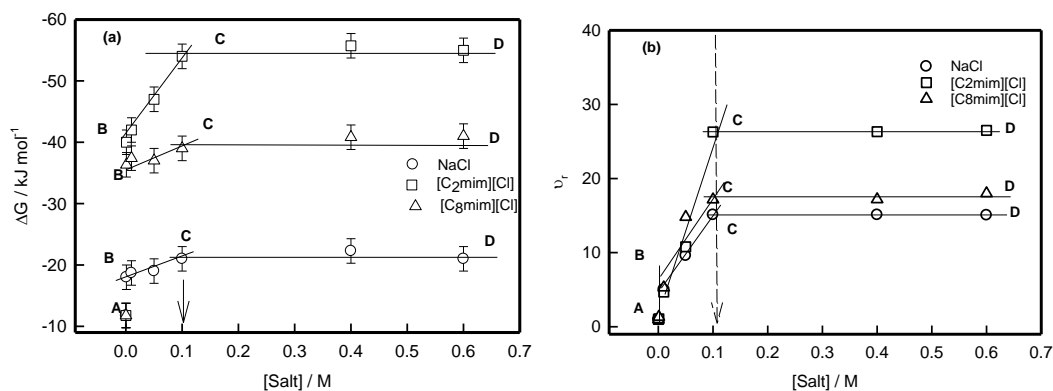 (a)
-60
-50
-40
-30
-20
-10
ΔG / kJ mol⁻¹
A
B
C
D
B
C
D
B
C
D
NaCl
[C₂mim][Cl]
[C₈mim][Cl]
0.0 0.1 0.2 0.3 0.4 0.5 0.6 0.7
[Salt] / M
(b)
40
30
20
10
0
υᵣ
NaCl
[C2mim][Cl]
[C8mim][Cl]
C
D
C
D
B
C
D
A
0.0 0.1 0.2 0.3 0.4 0.5 0.6 0.7
[Salt] / M